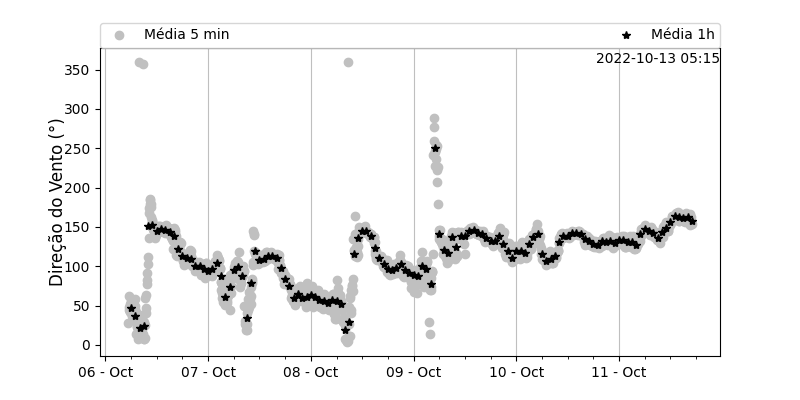 Média 5 min
Média 1h
2022-10-13 05:15
Direção do Vento (°)
350
300
250
200
150
100
50
0
06 - Oct
07 - Oct
08 - Oct
09 - Oct
10 - Oct
11 - Oct